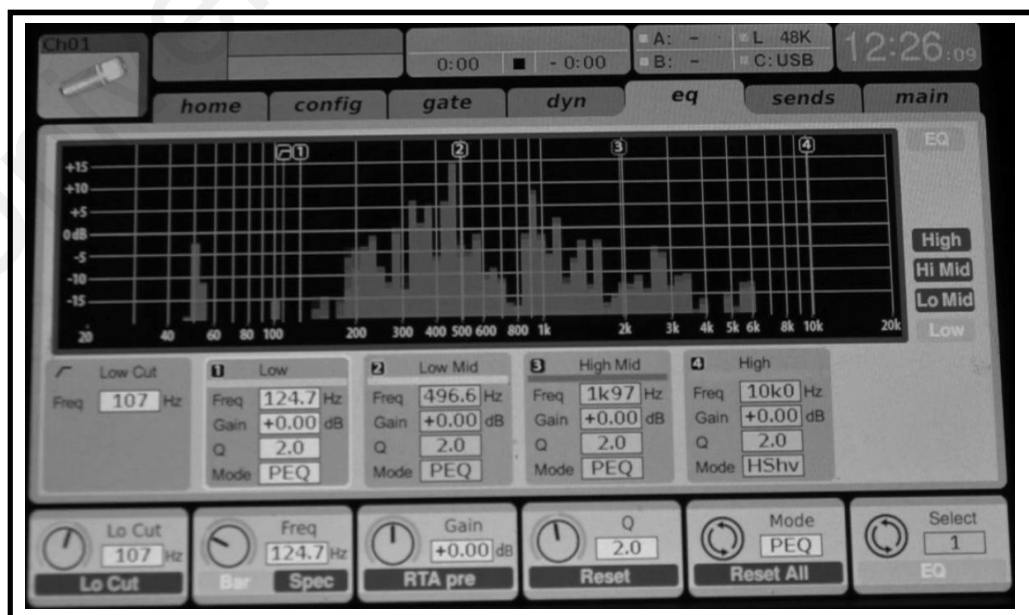 Ch01
A: - L 48K
0:00 - 0:00 B: - C: USB
12:26:09
home config gate dyn eq sends main
EQ
1 2 3 4
+15
+10
+5
0dB
-5
-10
-15
20 40 60 80 100 200 300 400 500 600 800 1k 2k 3k 4k 5k 6k 8k 10k 20k
High
Hi Mid
Lo Mid
Low
Low Cut
Freq 107 Hz
1 Low
Freq 124.7 Hz
Gain +0.00 dB
Q 2.0
Mode PEQ
2 Low Mid
Freq 496.6 Hz
Gain +0.00 dB
Q 2.0
Mode PEQ
3 High Mid
Freq 1k97 Hz
Gain +0.00 dB
Q 2.0
Mode PEQ
4 High
Freq 10k0 Hz
Gain +0.00 dB
Q 2.0
Mode HShv
Lo Cut
107 Hz
Lo Cut
Freq
124.7 Hz
Bar Spec
Gain
+0.00 dB
RTA pre
Q
2.0
Reset
Mode
PEQ
Reset All
Select
1
EQ